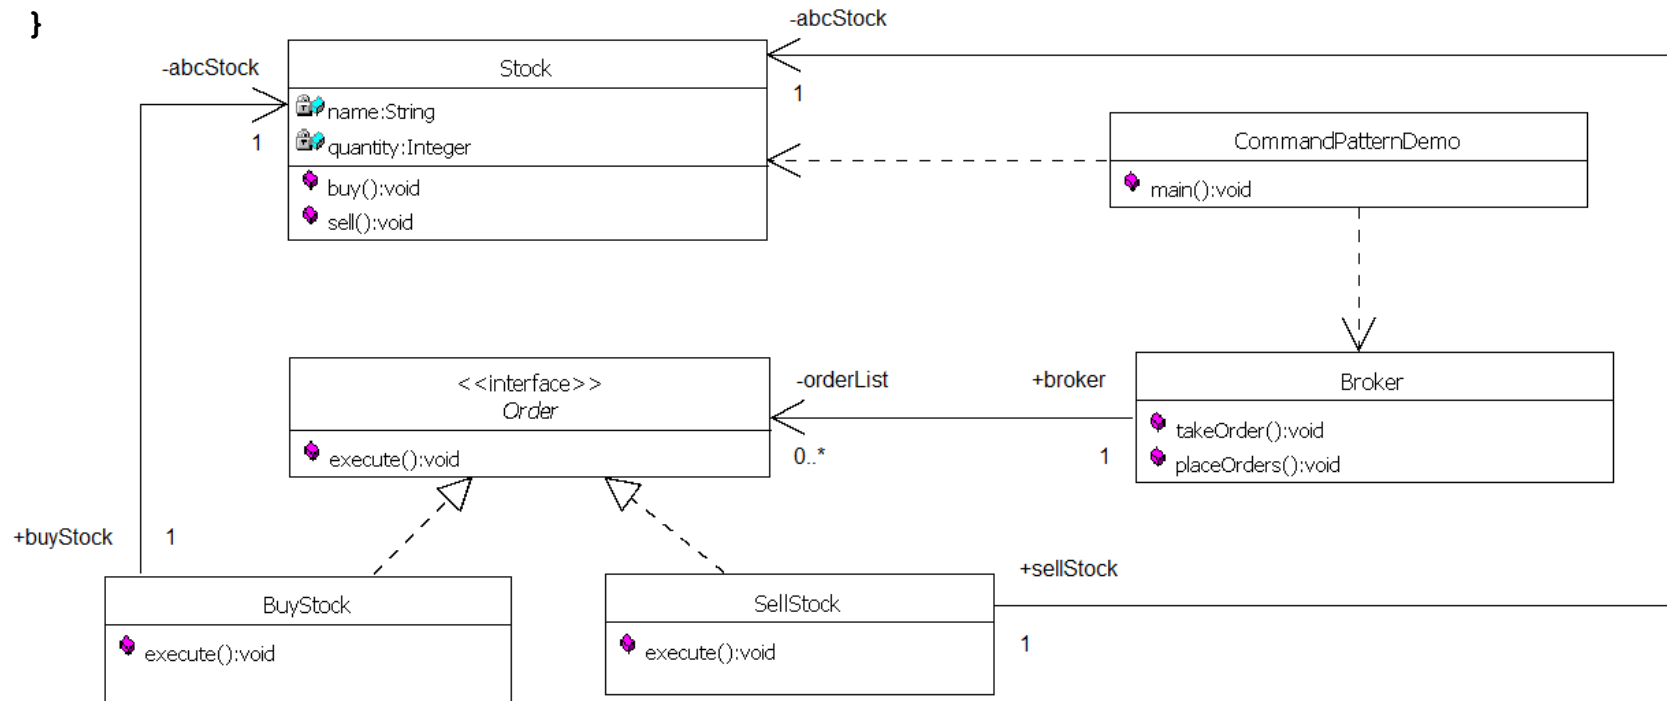 }
-abcStock
-abcStock
Stock
1
1
name:String
quantity:Integer
buy():void
sell():void
CommandPatternDemo
main():void
<<interface>>
Order
execute():void
-orderList
+broker
0..*
1
Broker
takeOrder():void
placeOrders():void
+buyStock
1
BuyStock
execute():void
SellStock
execute():void
+sellStock
1